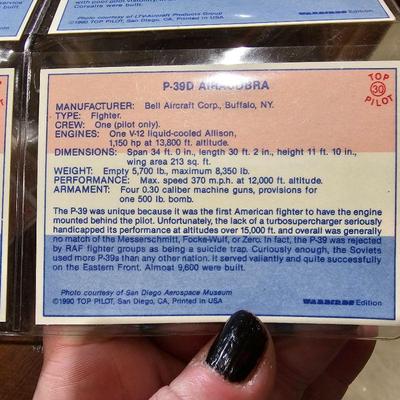 service
were built.
with poor pilot visibility,
Corsairs were built.
Photo courtesy of LTV Aircraft Products Group
©1990 TOP PILOT, San Diego, CA, Printed in USA
P-39D AIRACOBRA
TOP
30
PILOT
MANUFACTURER: Bell Aircraft Corp., Buffalo, NY.
TYPE: Fighter.
CREW: One (pilot only).
ENGINES: One V-12 liquid-cooled Allison,
1,150 hp at 13,800 ft. altitude.
DIMENSIONS: Span 34 ft. 0 in., length 30 ft. 2 in., height 11 ft. 10 in.,
wing area 213 sq. ft.
WEIGHT: Empty 5,700 lb., maximum 8,350 lb.
PERFORMANCE: Max. speed 370 m.p.h. at 12,000 ft. altitude.
ARMAMENT: Four 0.30 caliber machine guns, provisions for
one 500 lb. bomb.
The P-39 was unique because it was the first American fighter to have the engine
mounted behind the pilot. Unfortunately, the lack of a turbosupercharger seriously
handicapped its performance at altitudes over 15,000 ft. and overall was generally
no match of the Messerschmitt, Focke-Wulf, or Zero. In fact, the P-39 was rejected
by RAF fighter groups as being a suicide trap. Curiously enough, the Soviets
used more P-39s than any other nation. It served valiantly and quite successfully
on the Eastern Front. Almost 9,600 were built.
Photo courtesy of San Diego Aerospace Museum
©1990 TOP PILOT, San Diego, CA, Printed in USA
WARBIRDS Edition